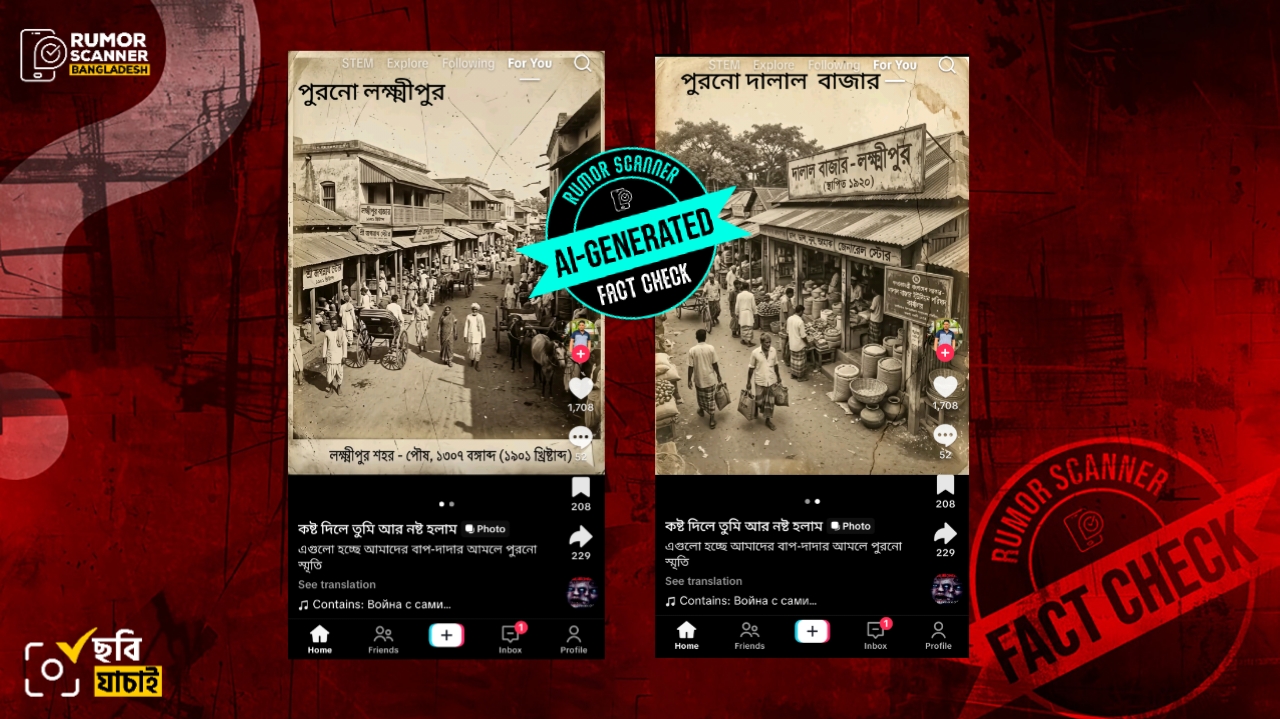 RUMOR
SCANNER
BANGLADESH
STEM Explore Following For You
পুরনো লক্ষ্মীপুর
লক্ষ্মীপুর বাজার
লক্ষ্মীপুর শহর - পৌষ, ১৩০৭ বঙ্গাব্দ (১৯০১ খ্রিষ্টাব্দ)
1,708
52
208
229
কষ্ট দিলে তুমি আর নষ্ট হলাম Photo
এগুলো হচ্ছে আমাদের বাপ-দাদার আমলে পুরনো
স্মৃতি
See translation
Contains: Война с сами...
Home Friends Inbox 1 Profile
RUMOR SCANNER
AI-GENERATED
FACT CHECK
STEM Explore Following For You
পুরনো দালাল বাজার
দালাল বাজার - লক্ষ্মীপুর
(স্থাপিত ১৯২০)
জেনারেল স্টোর
1,708
52
208
229
কষ্ট দিলে তুমি আর নষ্ট হলাম Photo
এগুলো হচ্ছে আমাদের বাপ-দাদার আমলে পুরনো
স্মৃতি
See translation
Contains: Война с сами...
Home Friends Inbox 1 Profile
RUMOR SCANNER
FACT CHECK
ছবি
যাচাই